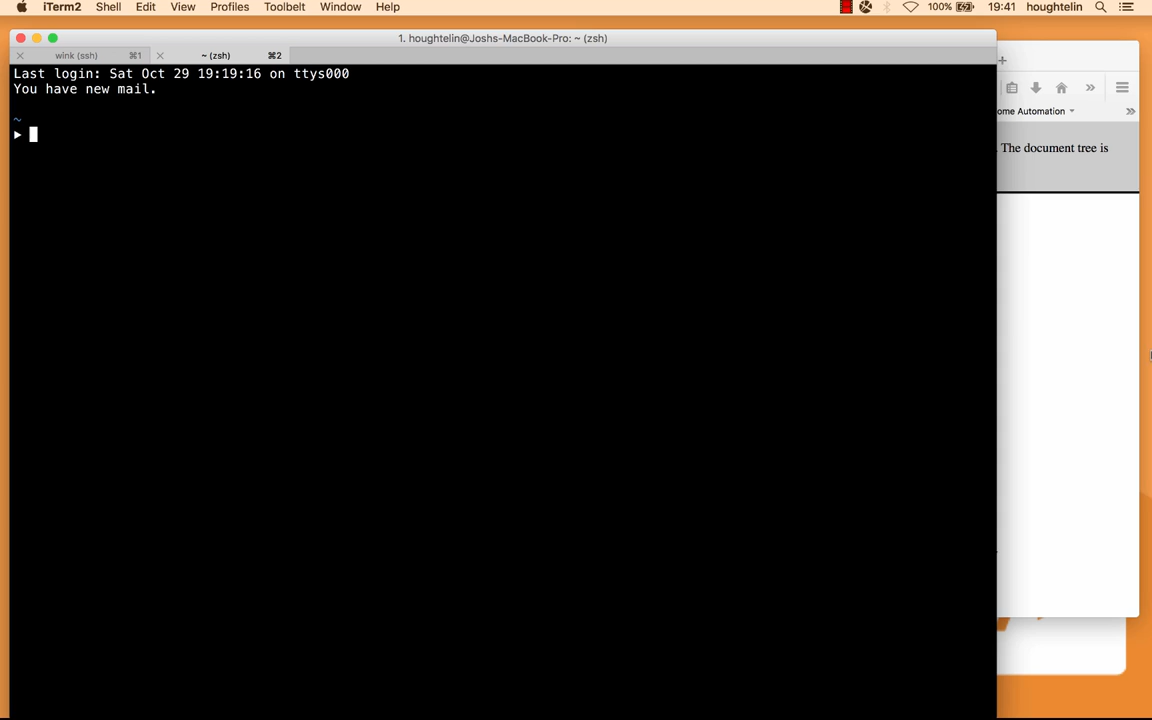 iTerm2 Shell Edit View Profiles Toolbelt Window Help 100% 19:41 houghtelin
1. houghtelin@Joshs-MacBook-Pro: ~ (zsh)
wink (ssh) ⌘1 ~ (zsh) ⌘2
Last login: Sat Oct 29 19:19:16 on ttys000
You have new mail.
~
ome Automation
. The document tree is